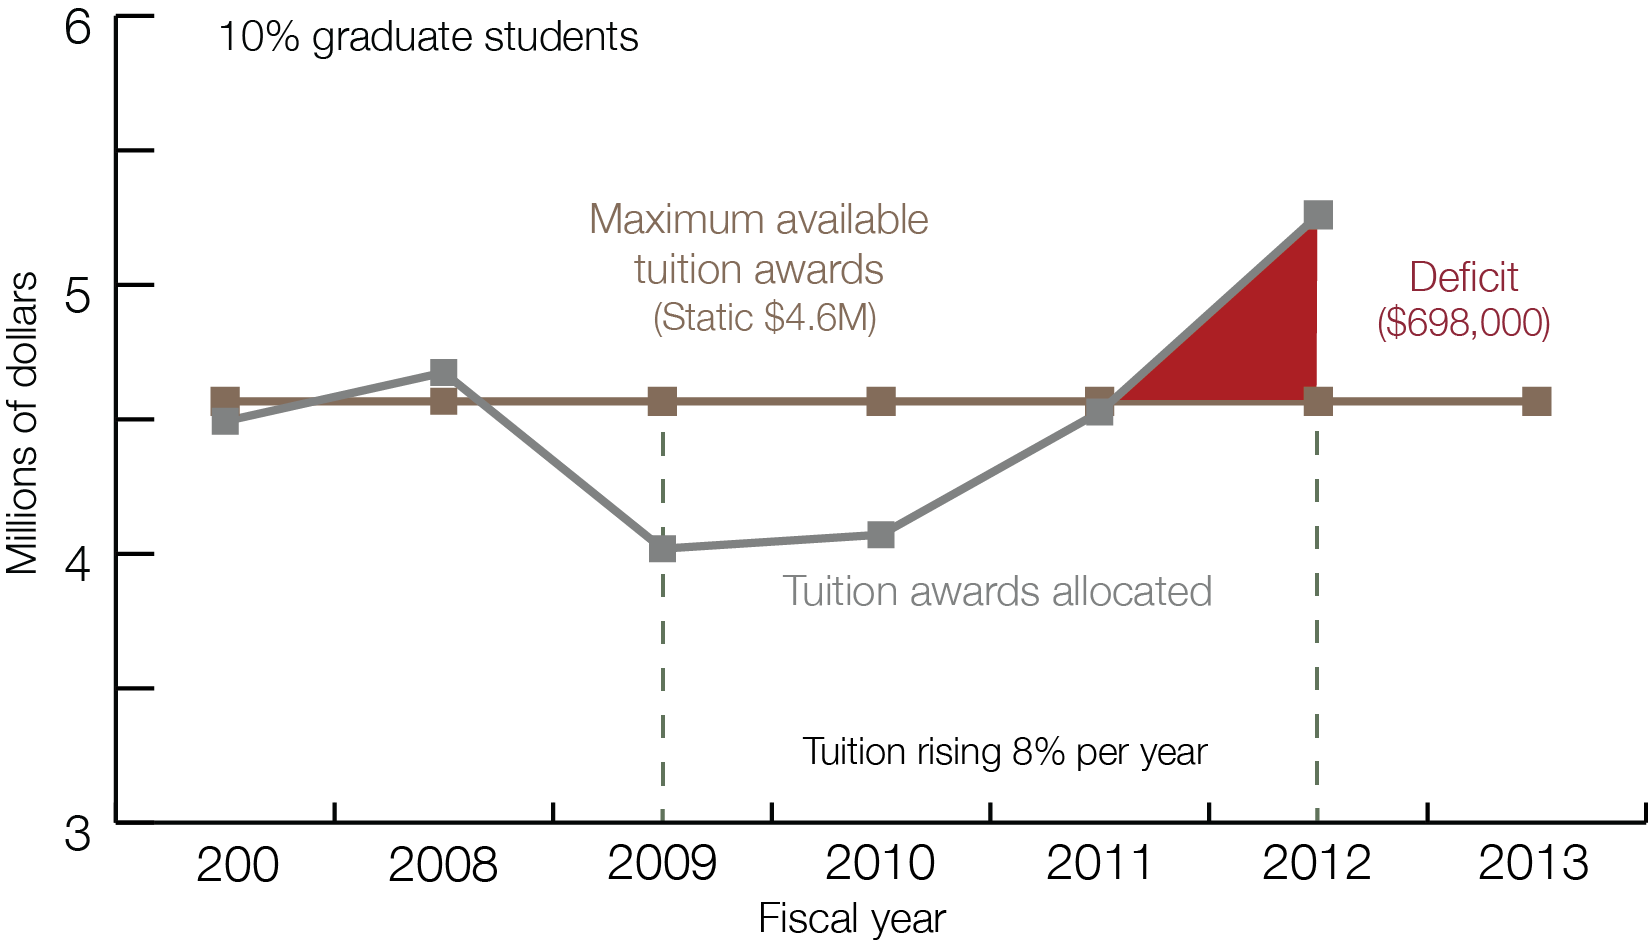 10% graduate students
6
5
4
3
Millions of dollars
Maximum available
tuition awards
(Static $4.6M)
Deficit
($698,000)
Tuition awards allocated
Tuition rising 8% per year
200 2008 2009 2010 2011 2012 2013
Fiscal year